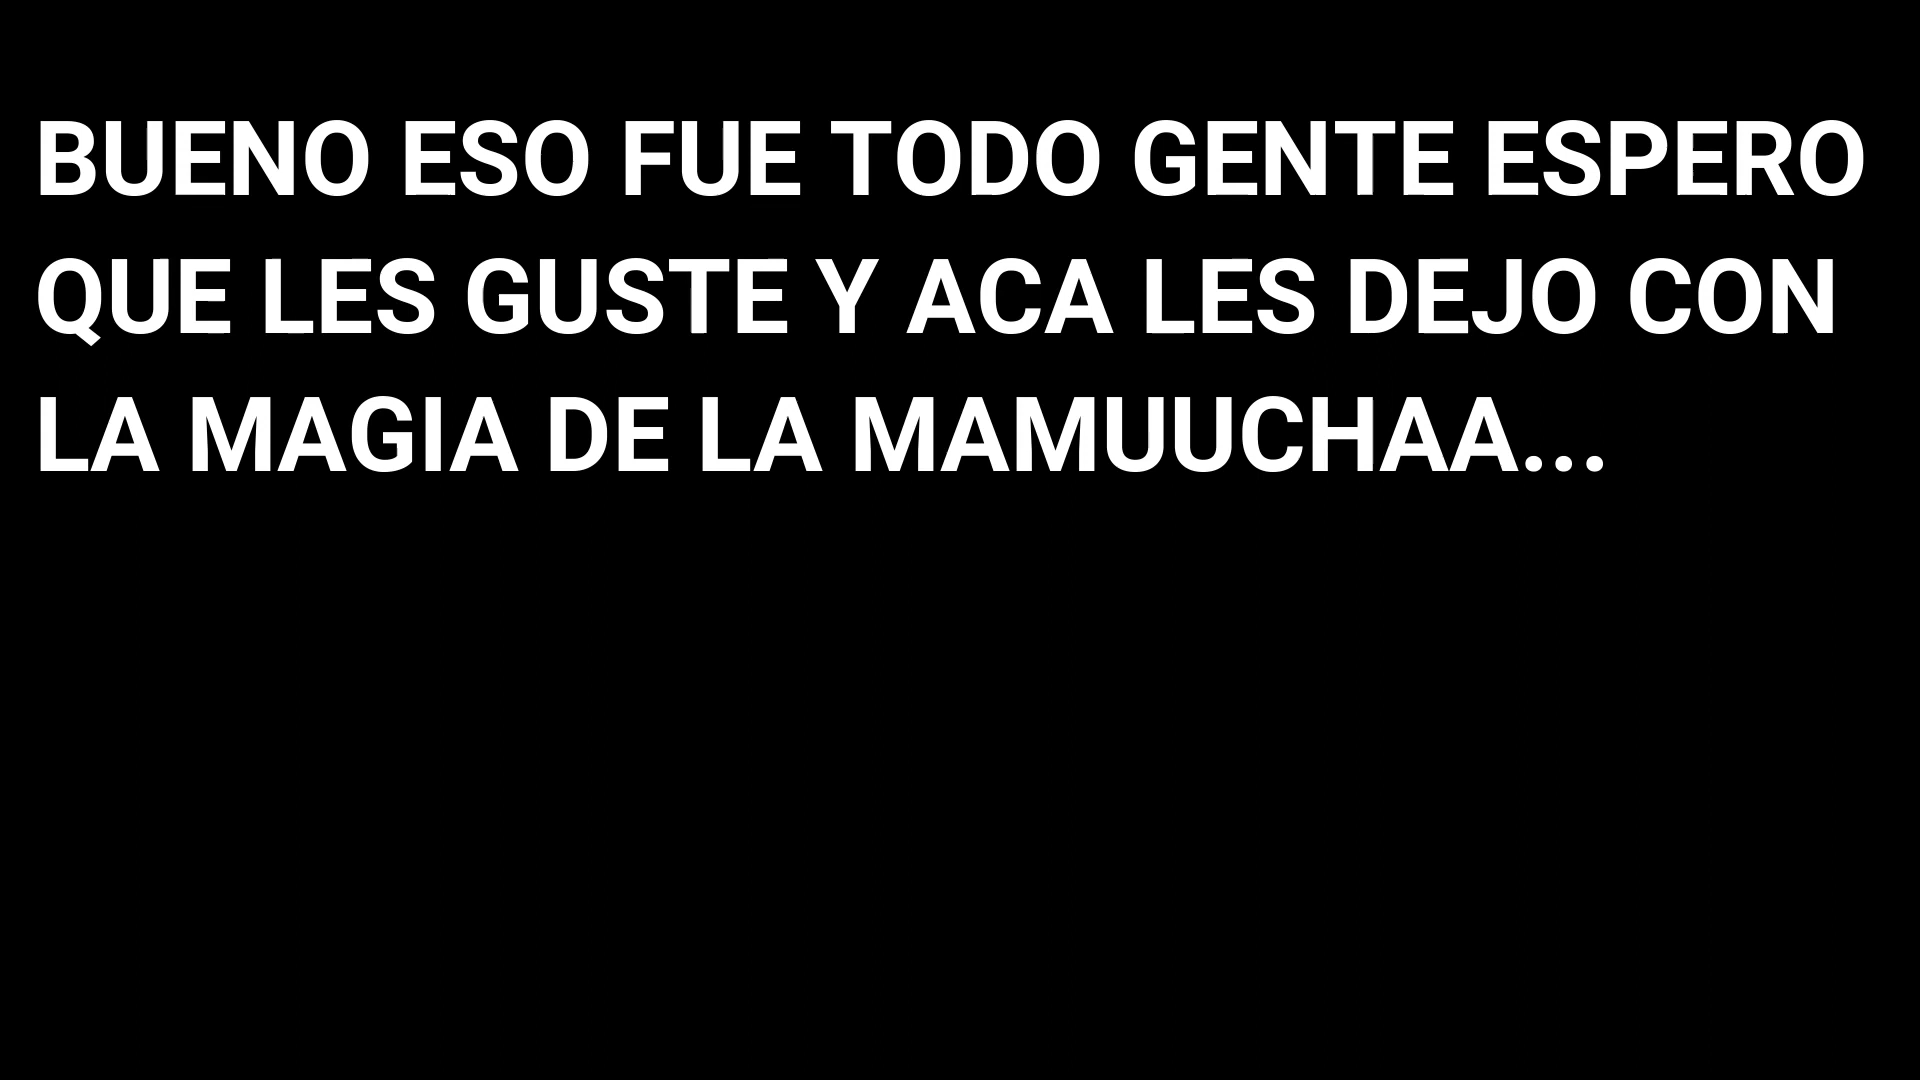 BUENO ESO FUE TODO GENTE ESPERO
QUE LES GUSTE Y ACA LES DEJO CON
LA MAGIA DE LA MAMUUCHAA...